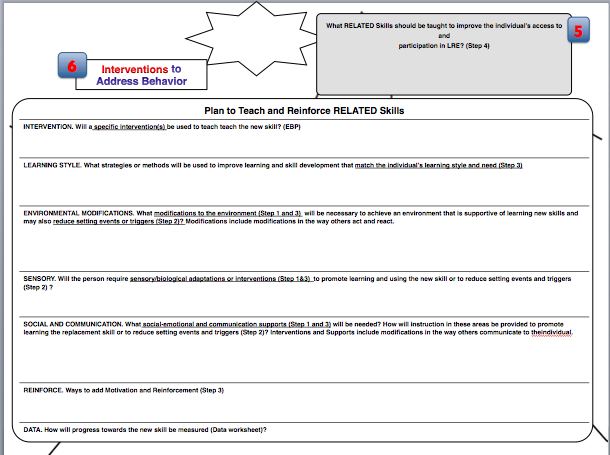 What RELATED Skills should be taught to improve the individual's access to
and
participation in LRE? (Step 4)
5
6
Interventions to
Address Behavior
Plan to Teach and Reinforce RELATED Skills
INTERVENTION. Will a specific intervention(s) be used to teach teach the new skill? (EBP)
LEARNING STYLE. What strategies or methods will be used to improve learning and skill development that match the individual's learning style and need (Step 3)
ENVIRONMENTAL MODIFICATIONS. What modifications to the environment (Step 1 and 3) will be necessary to achieve an environment that is supportive of learning new skills and
may also reduce setting events or triggers (Step 2)? Modifications include modifications in the way others act and react.
SENSORY. Will the person require sensory/biological adaptations or interventions (Step 1&3) to promote learning and using the new skill or to reduce setting events and triggers
(Step 2) ?
SOCIAL AND COMMUNICATION. What social-emotional and communication supports (Step 1 and 3) will be needed? How will instruction in these areas be provided to promote
learning the replacement skill or to reduce setting events and triggers (Step 2)? Interventions and Supports include modifications in the way others communicate to theindividual.
REINFORCE. Ways to add Motivation and Reinforcement (Step 3)
DATA. How will progress towards the new skill be measured (Data worksheet)?